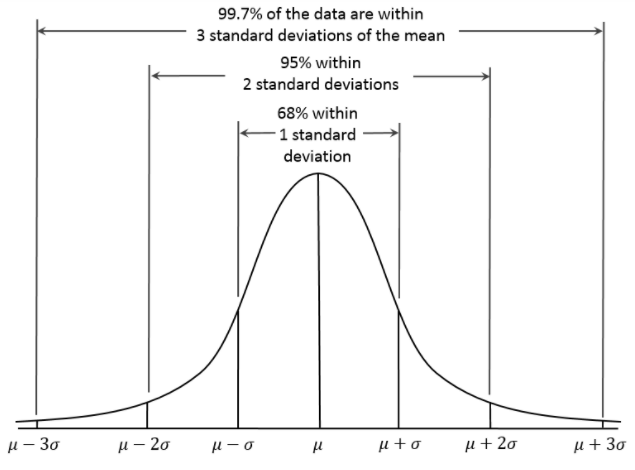 99.7% of the data are within
3 standard deviations of the mean
95% within
2 standard deviations
68% within
1 standard
deviation
μ − 3σ μ − 2σ μ − σ μ μ + σ μ + 2σ μ + 3σ